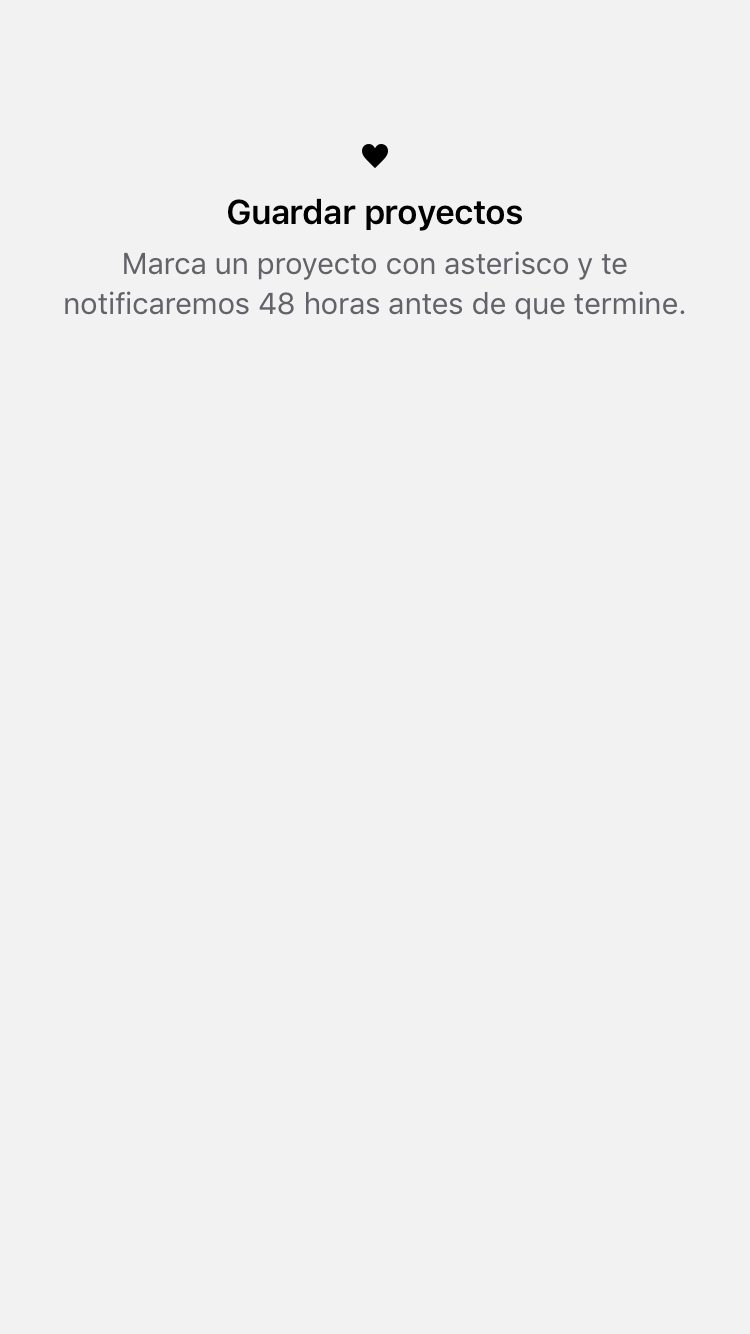 Guardar proyectos
Marca un proyecto con asterisco y te
notificaremos 48 horas antes de que termine.